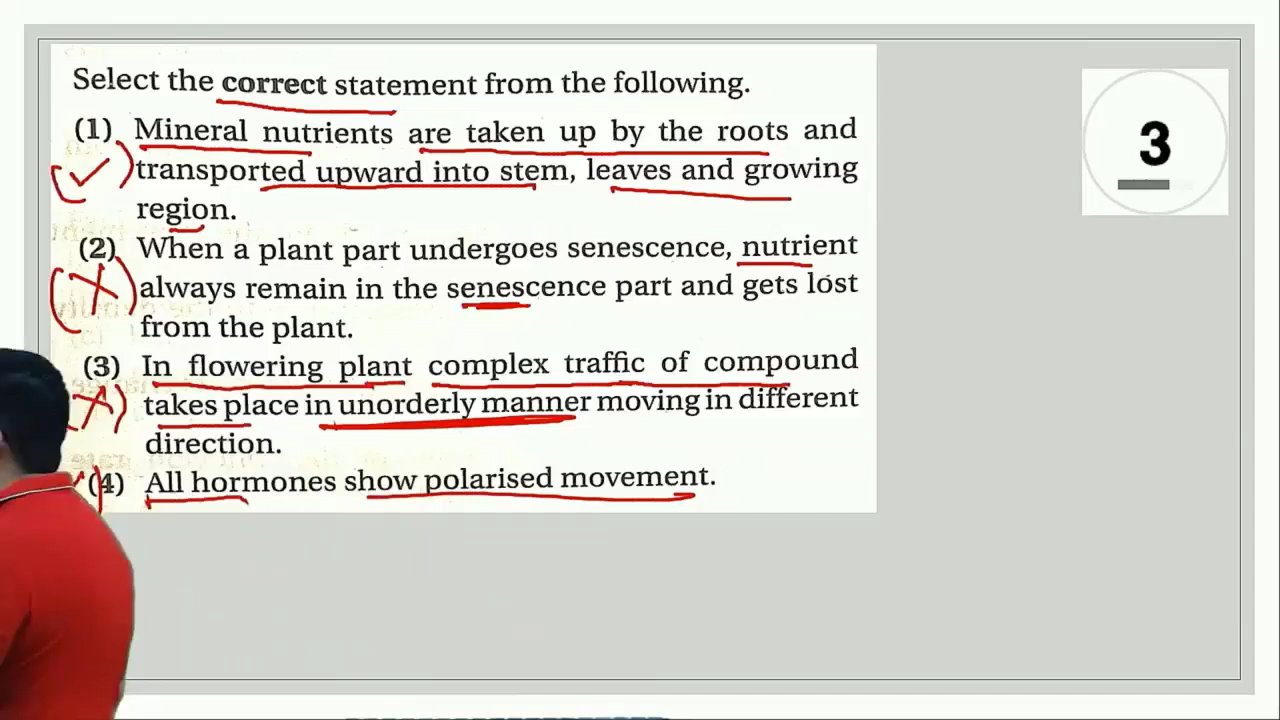 Select the correct statement from the following.
3
(1) Mineral nutrients are taken up by the roots and
transported upward into stem, leaves and growing
region.
(2) When a plant part undergoes senescence, nutrient
always remain in the senescence part and gets lost
from the plant.
(3) In flowering plant complex traffic of compound
takes place in unorderly manner moving in different
direction.
(4) All hormones show polarised movement.